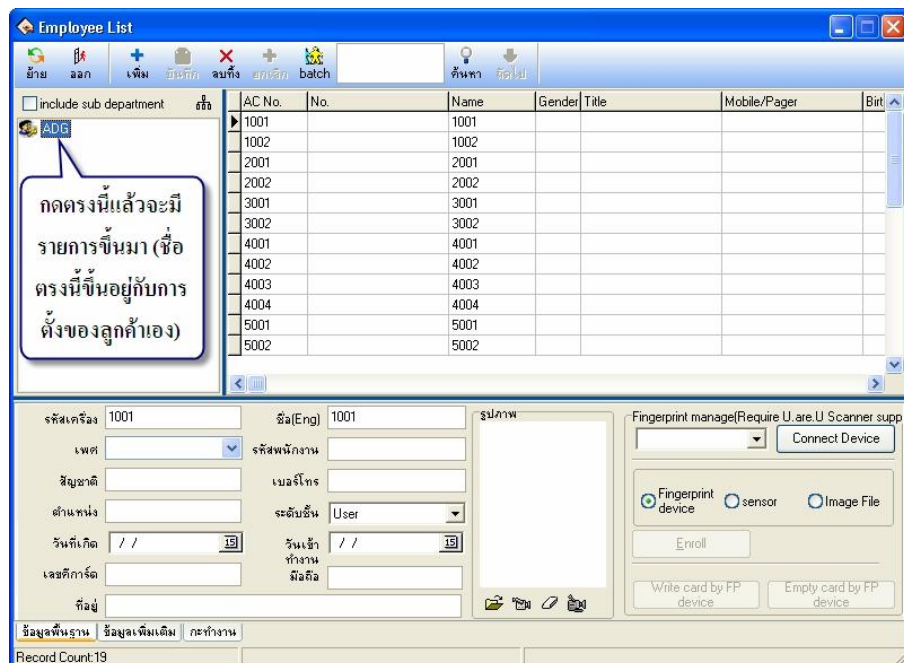 Employee List
ย้าย ออก เพิ่ม บันทึก ลบทิ้ง ยกเลิก batch ค้นหา ถัดไป
include sub department
ADG
กดตรงนี้แล้วจะมี
รายการขึ้นมา (ชื่อ
ตรงนี้ขึ้นอยู่กับการ
ตั้งของลูกค้าเอง)
AC No. No. Name Gender Title Mobile/Pager Birt
1001 1001
1002 1002
2001 2001
2002 2002
3001 3001
3002 3002
4001 4001
4002 4002
4003 4003
4004 4004
5001 5001
5002 5002
รหัสเครื่อง 1001 ชื่อ(Eng) 1001
เพศ รหัสพนักงาน
สัญชาติ เบอร์โทร
ตำแหน่ง ระดับชั้น User
วันที่เกิด / / 15 วันเข้า / / 15
ทำงาน
เลขที่การ์ด มือถือ
ที่อยู่
รูปภาพ
Fingerprint manage(Require U.are.U Scanner supp
Connect Device
Fingerprint device sensor Image File
Enroll
Write card by FP device Empty card by FP device
ข้อมูลพื้นฐาน ข้อมูลเพิ่มเติม กะทำงาน
Record Count:19